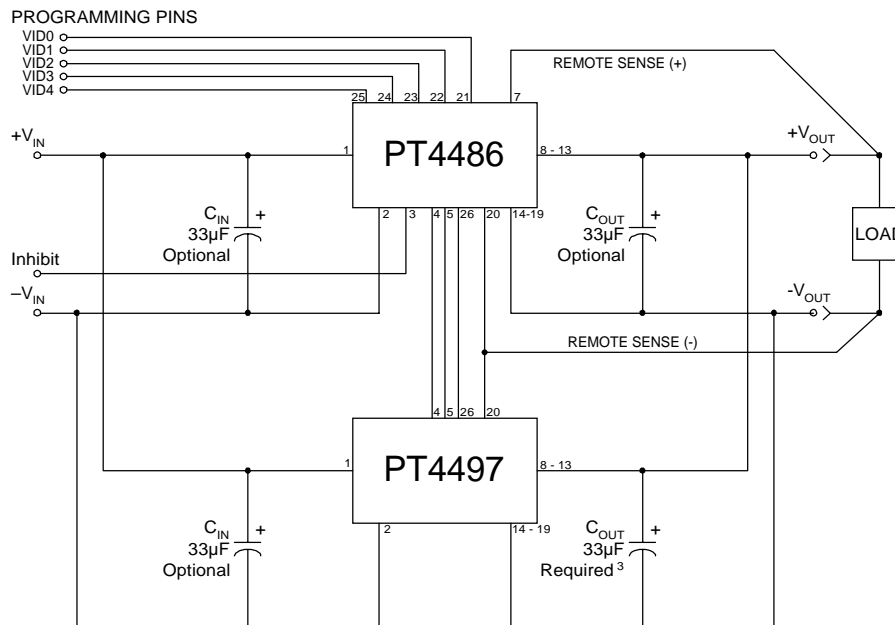 PROGRAMMING PINS
VID0
VID1
VID2
VID3
VID4
25 24 23 22 21 7
REMOTE SENSE (+)
+VIN
1
PT4486
8 - 13
+VOUT
2 3 4 5 26 20 14-19
CIN
+
33µF
Optional
COUT
+
33µF
Optional
LOAD
Inhibit
–VIN
-VOUT
REMOTE SENSE (-)
4 5 26 20
1
PT4497
8 - 13
2
14 - 19
CIN
+
33µF
Optional
COUT
+
33µF
Required 3